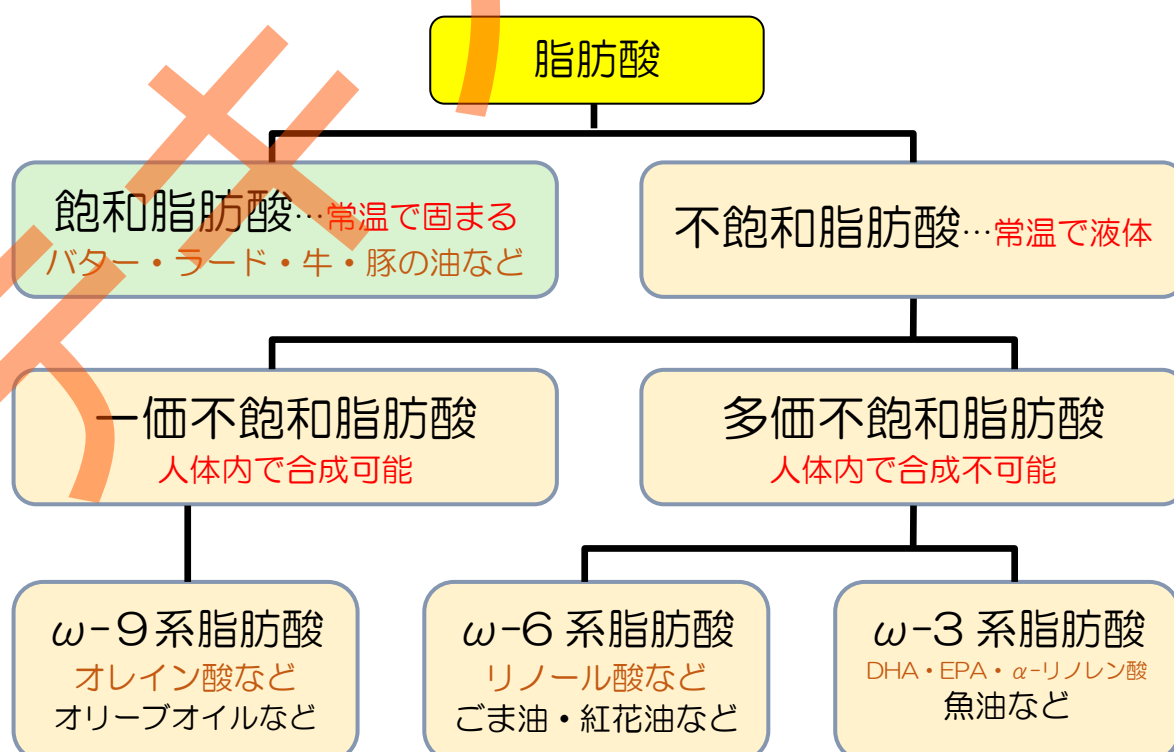 脂肪酸
飽和脂肪酸…常温で固まる
バター・ラード・牛・豚の油など
不飽和脂肪酸…常温で液体
一価不飽和脂肪酸
人体内で合成可能
多価不飽和脂肪酸
人体内で合成不可能
ω-9系脂肪酸
オレイン酸など
オリーブオイルなど
ω-6 系脂肪酸
リノール酸など
ごま油・紅花油など
ω-3 系脂肪酸
DHA・EPA・α-リノレン酸
魚油など